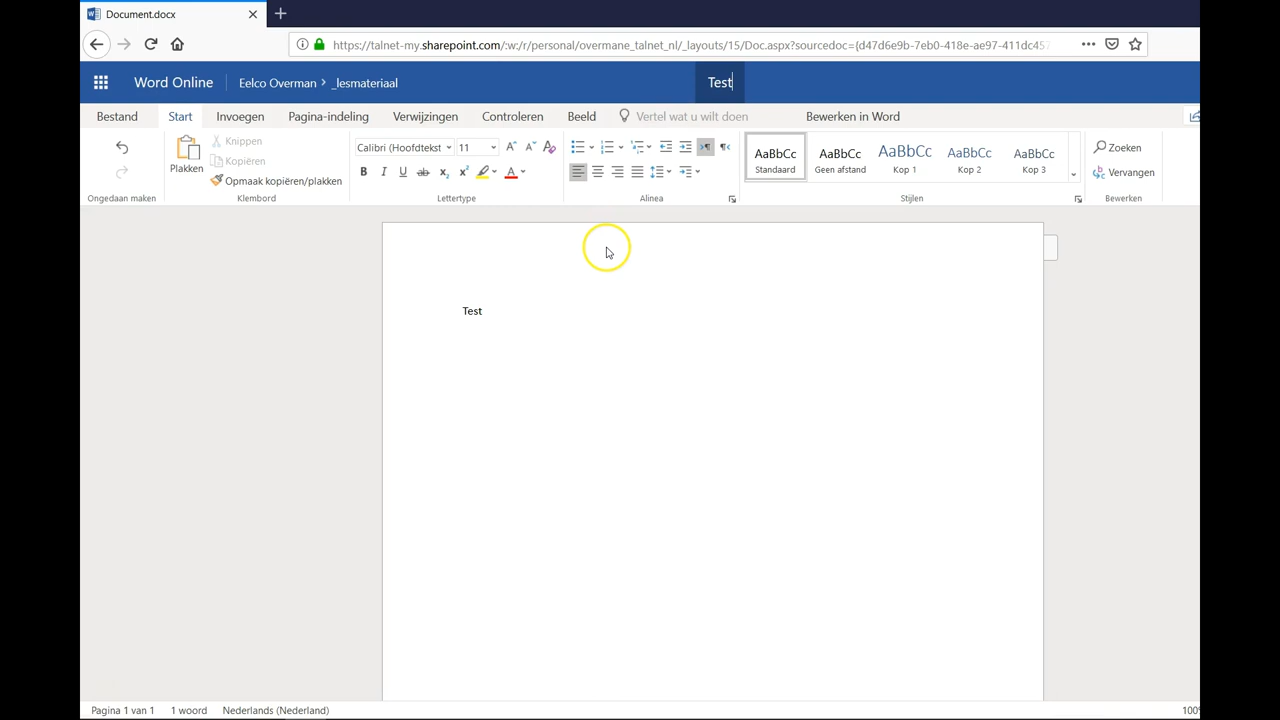 Document.docx
https://talnet-my.sharepoint.com/:w:/r/personal/overmane_talnet_nl/_layouts/15/Doc.aspx?sourcedoc={d47d6e9b-7eb0-418e-ae97-411dc457
Word Online Eelco Overman > _lesmateriaal Test
Bestand Start Invoegen Pagina-indeling Verwijzingen Controleren Beeld Vertel wat u wilt doen Bewerken in Word
Plakken
Knippen
Kopiëren
Opmaak kopiëren/plakken
Calibri (Hoofdtekst 11
AaBbCc AaBbCc AaBbCc AaBbCc AaBbCc
Standaard Geen afstand Kop 1 Kop 2 Kop 3
Zoeken
Vervangen
Ongedaan maken Klembord Lettertype Alinea Stijlen Bewerken
Test
Pagina 1 van 1 1 woord Nederlands (Nederland) 100%